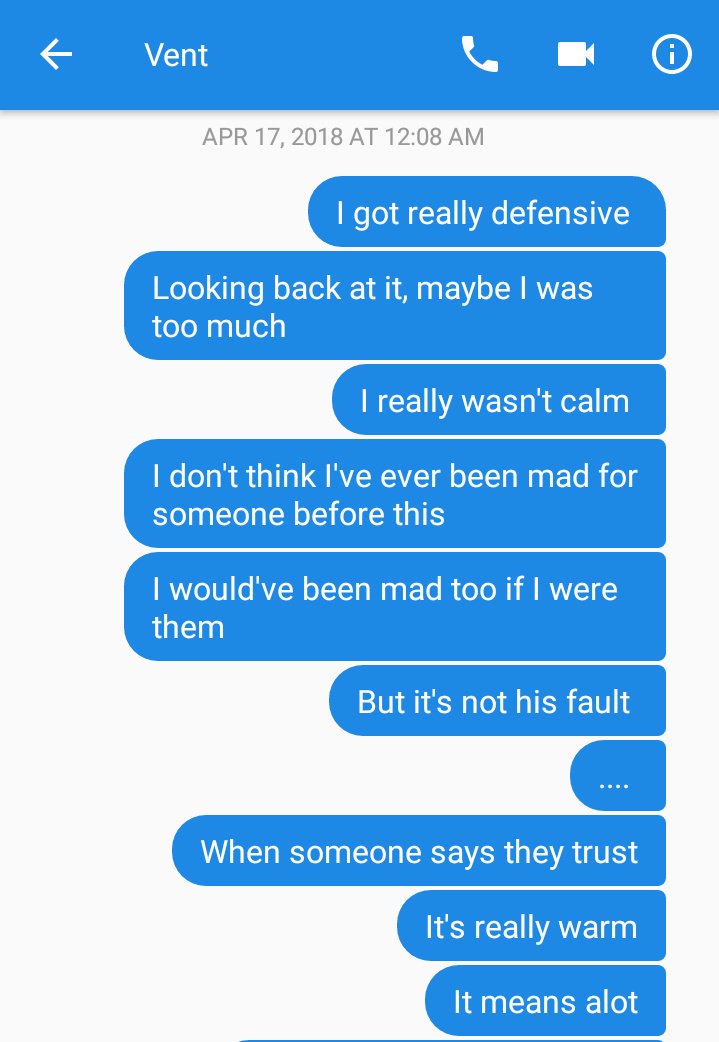 Vent
APR 17, 2018 AT 12:08 AM
I got really defensive
Looking back at it, maybe I was
too much
I really wasn't calm
I don't think I've ever been mad for
someone before this
I would've been mad too if I were
them
But it's not his fault
....
When someone says they trust
It's really warm
It means alot